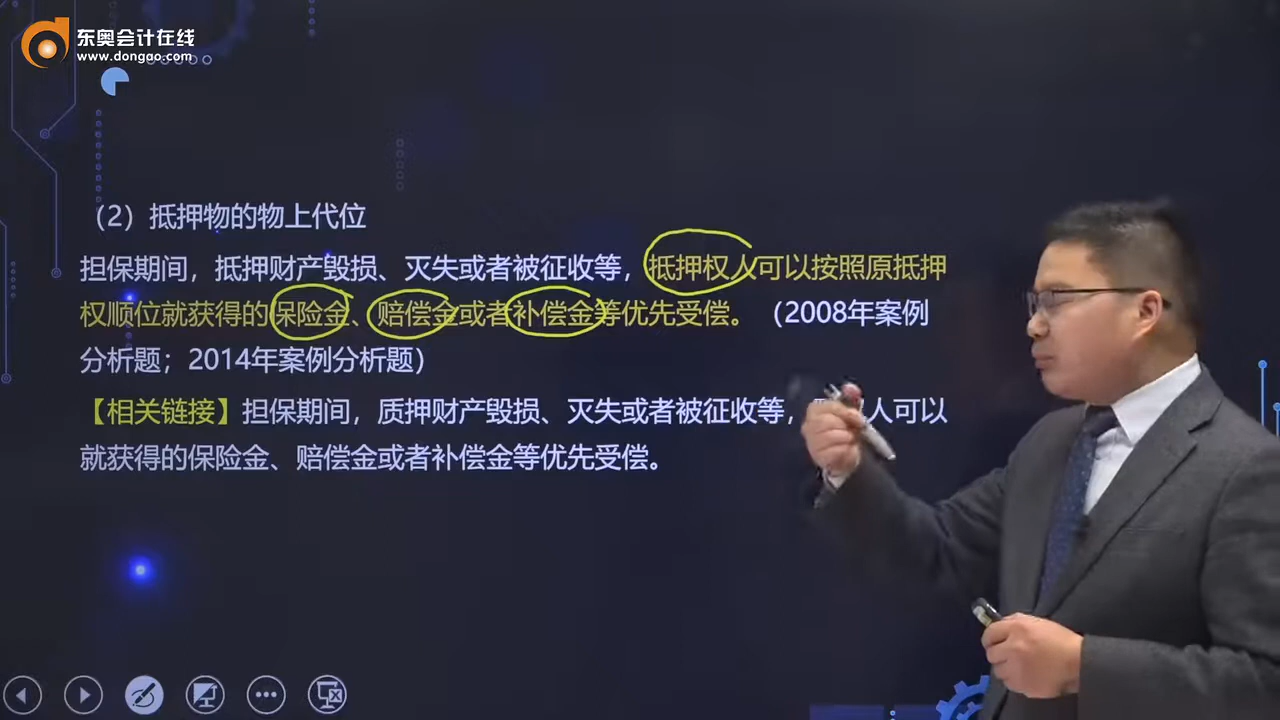 东奥会计在线
www.dongao.com
（2）抵押物的物上代位
担保期间，抵押财产毁损、灭失或者被征收等，抵押权人可以按照原抵押
权顺位就获得的保险金、赔偿金或者补偿金等优先受偿。（2008年案例
分析题；2014年案例分析题）
【相关链接】担保期间，质押财产毁损、灭失或者被征收等，人可以
就获得的保险金、赔偿金或者补偿金等优先受偿。